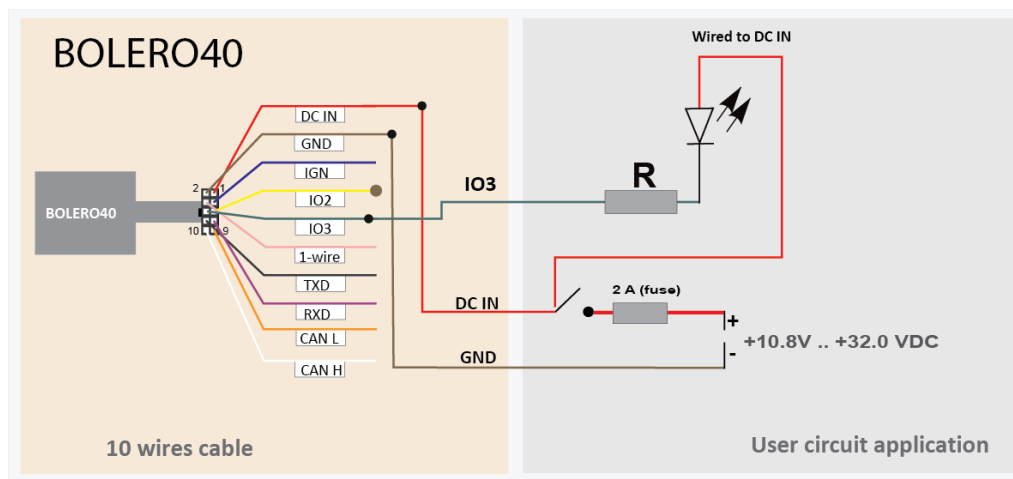 BOLERO40
Wired to DC IN
DC IN
GND
IGN
2
1
IO3
R
IO2
BOLERO40
IO3
10
9
1-wire
TXD
2 A (fuse)
DC IN
RXD
+
+10.8V .. +32.0 VDC
CAN L
-
GND
CAN H
10 wires cable
User circuit application